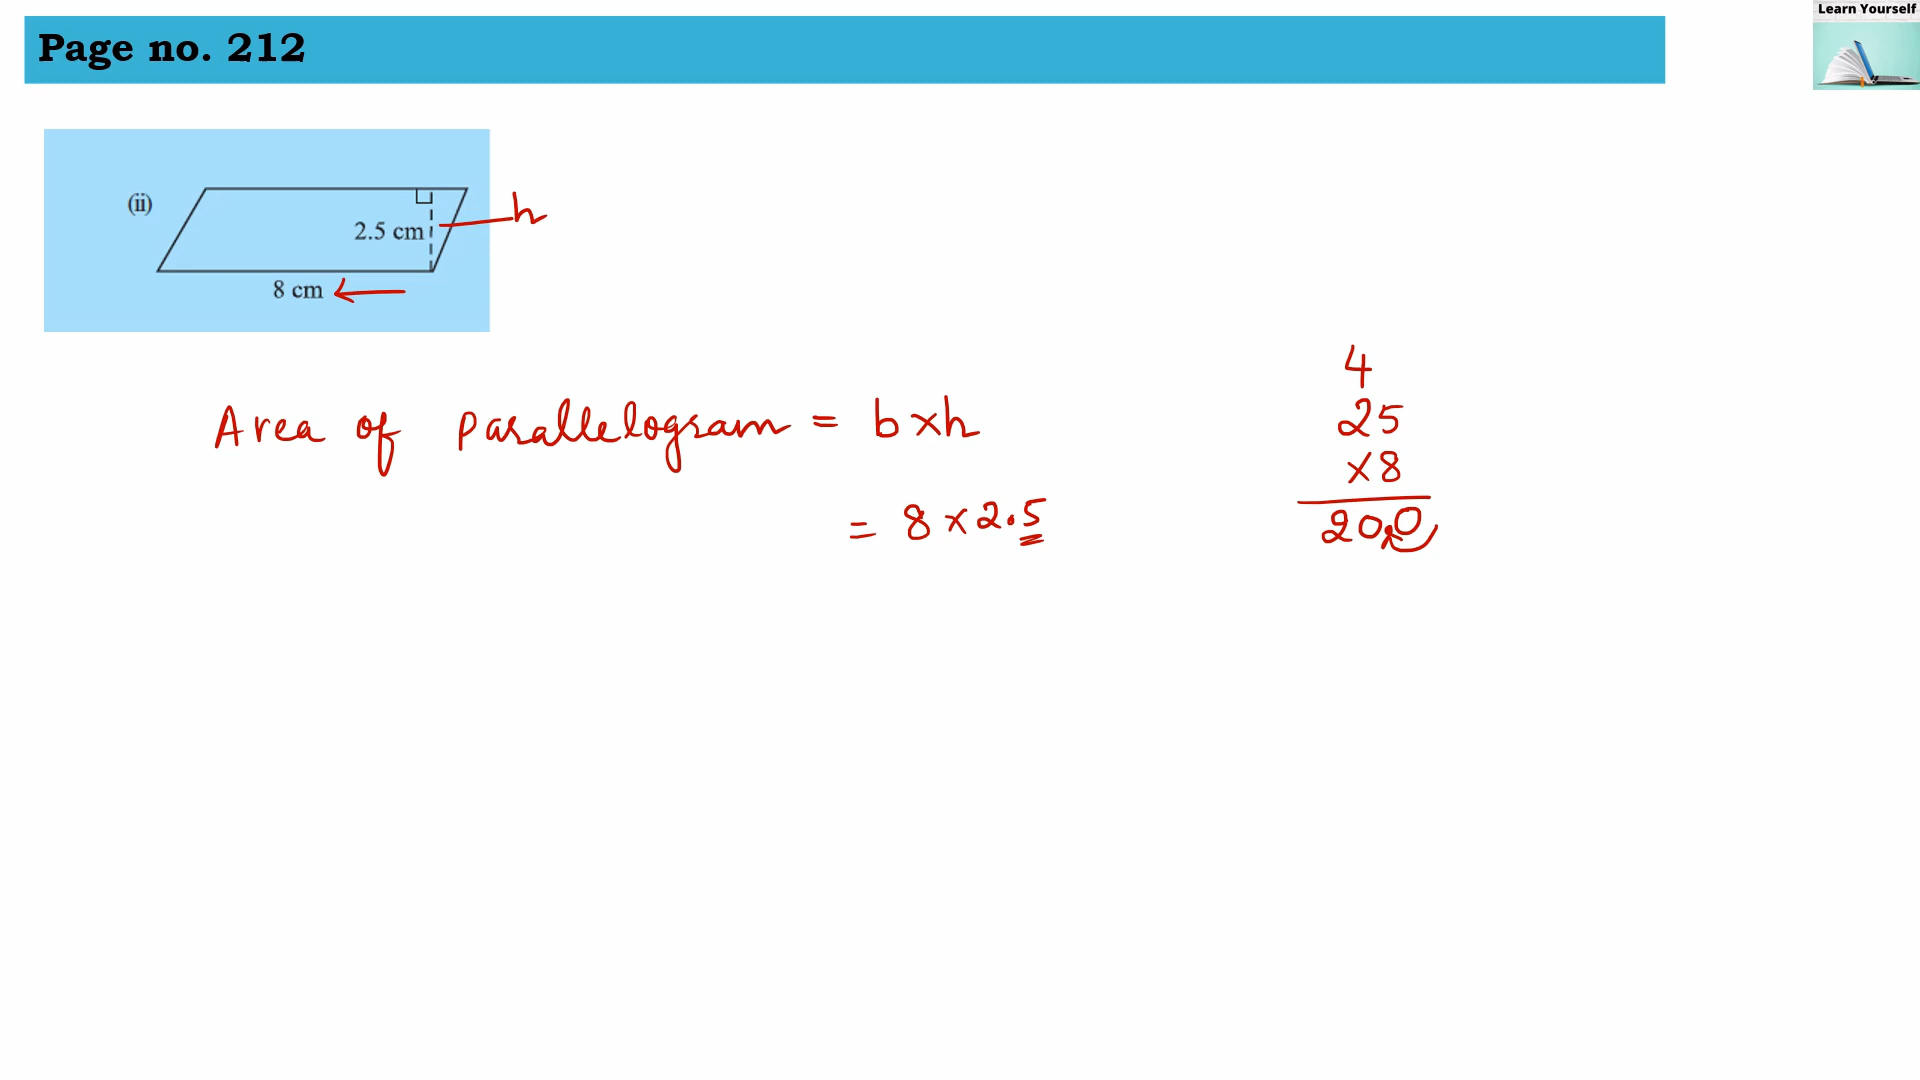 Learn Yourself
Page no. 212
(ii)
2.5 cm
h
8 cm
Area of parallelogram = b×h
= 8 × 2.5
4
25
×8
20.0